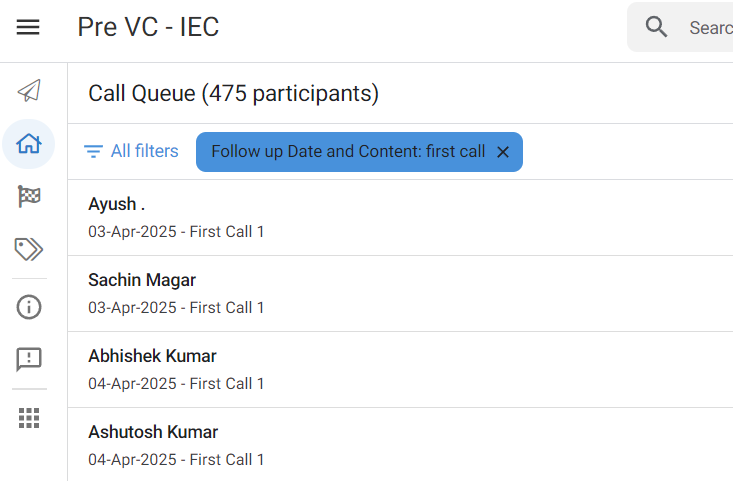 Pre VC - IEC
Searc
Call Queue (475 participants)
All filters
Follow up Date and Content: first call
Ayush .
03-Apr-2025 - First Call 1
Sachin Magar
03-Apr-2025 - First Call 1
Abhishek Kumar
04-Apr-2025 - First Call 1
Ashutosh Kumar
04-Apr-2025 - First Call 1